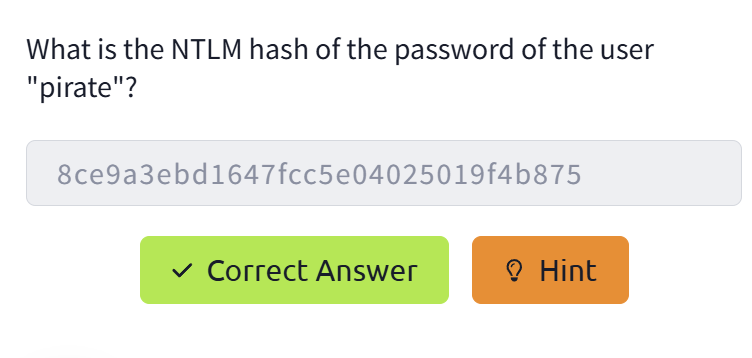 What is the NTLM hash of the password of the user
"pirate"?
8ce9a3ebd1647fcc5e04025019f4b875
Correct Answer
Hint